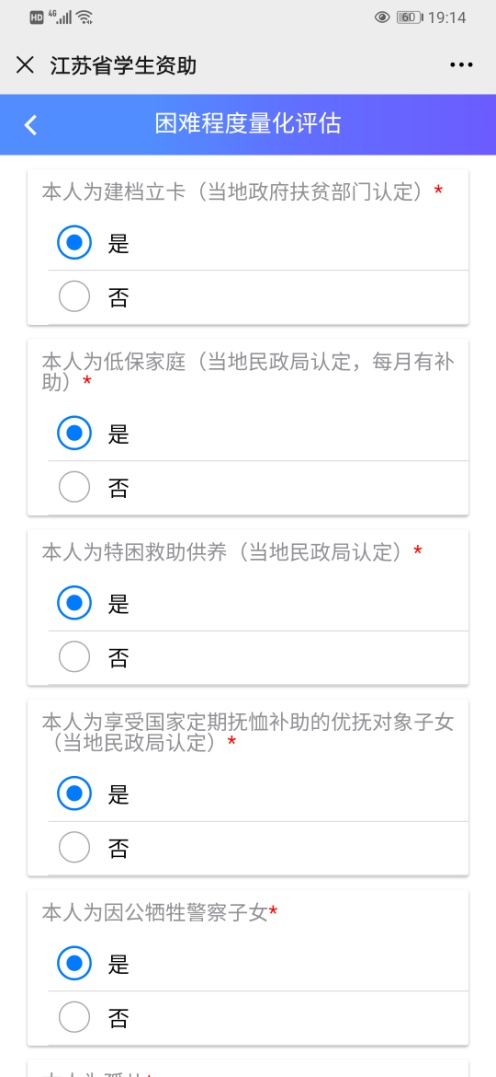 HD 4G 60 19:14
江苏省学生资助
困难程度量化评估
本人为建档立卡（当地政府扶贫部门认定）*
是
否
本人为低保家庭（当地民政局认定，每月有补
助）*
是
否
本人为特困救助供养（当地民政局认定）*
是
否
本人为享受国家定期抚恤补助的优抚对象子女
（当地民政局认定）*
是
否
本人为因公牺牲警察子女*
是
否